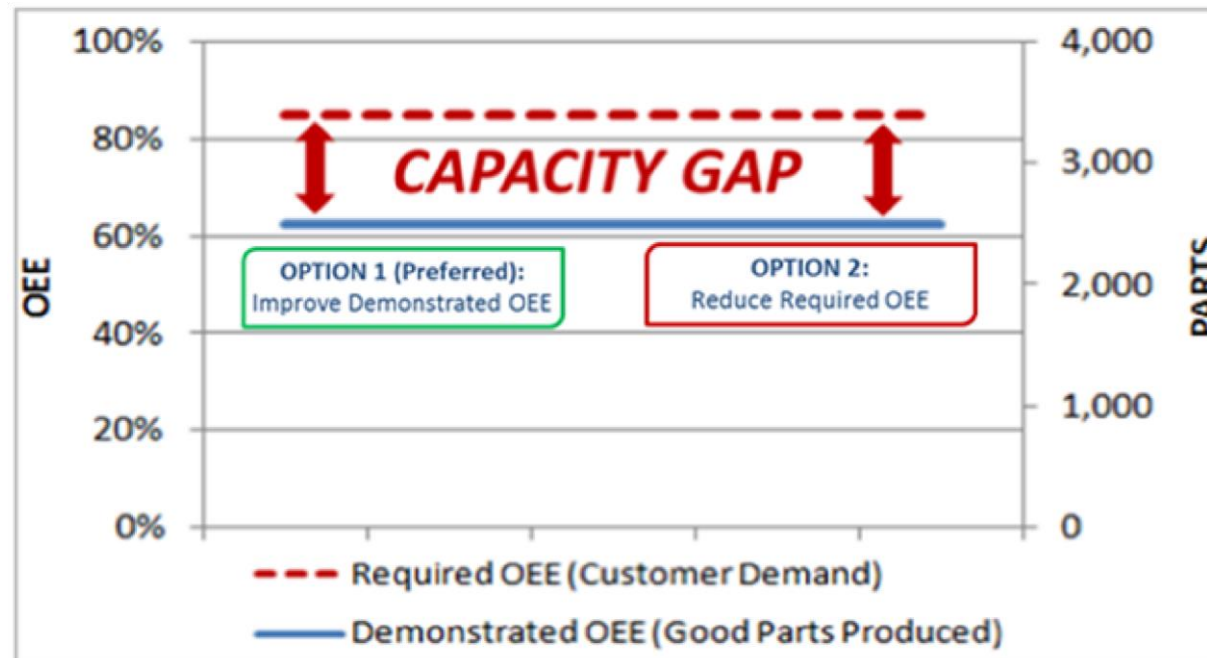 100%
80%
60%
40%
20%
0%
OEE
4,000
3,000
2,000
1,000
0
PARTS
CAPACITY GAP
OPTION 1 (Preferred):
Improve Demonstrated OEE
OPTION 2:
Reduce Required OEE
Required OEE (Customer Demand)
Demonstrated OEE (Good Parts Produced)